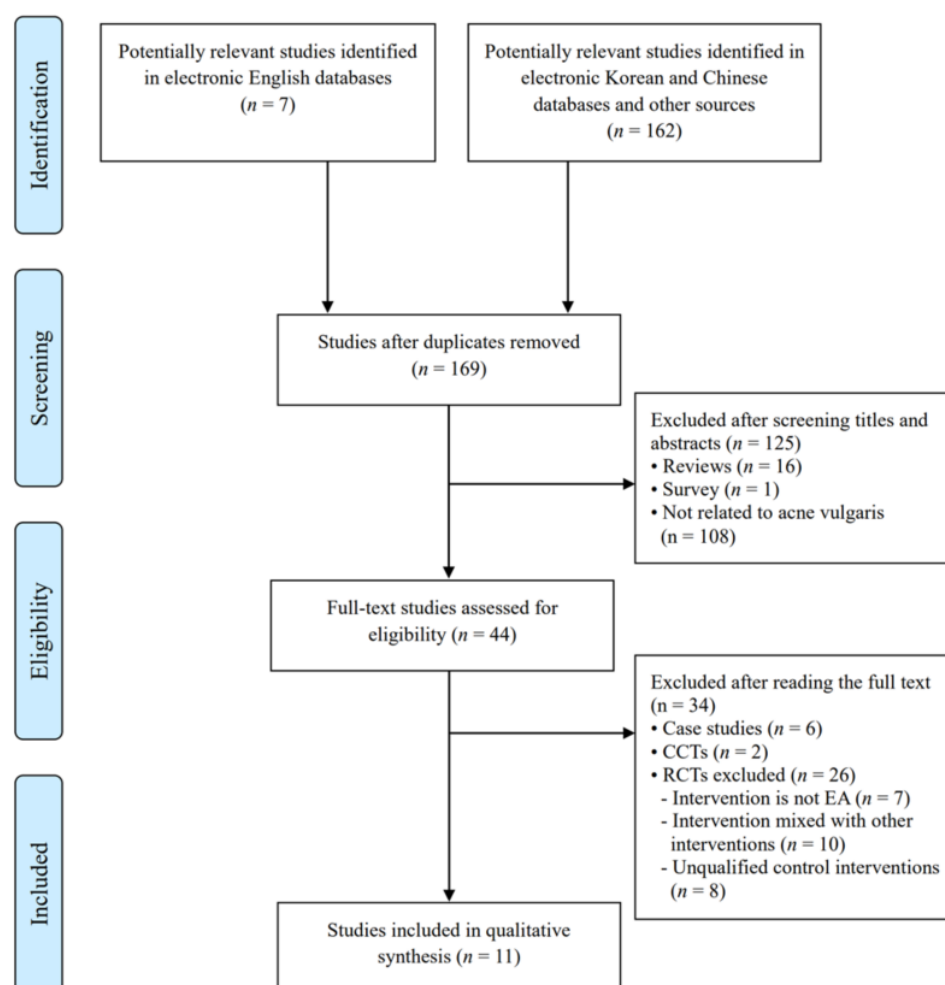 Identification
Potentially relevant studies identified
in electronic English databases
(n = 7)
Potentially relevant studies identified in
electronic Korean and Chinese
databases and other sources
(n = 162)
Screening
Studies after duplicates removed
(n = 169)
Excluded after screening titles and
abstracts (n = 125)
• Reviews (n = 16)
• Survey (n = 1)
• Not related to acne vulgaris
(n = 108)
Eligibility
Full-text studies assessed for
eligibility (n = 44)
Excluded after reading the full text
(n = 34)
• Case studies (n = 6)
• CCTs (n = 2)
• RCTs excluded (n = 26)
- Intervention is not EA (n = 7)
- Intervention mixed with other
interventions (n = 10)
- Unqualified control interventions
(n = 8)
Included
Studies included in qualitative
synthesis (n = 11)